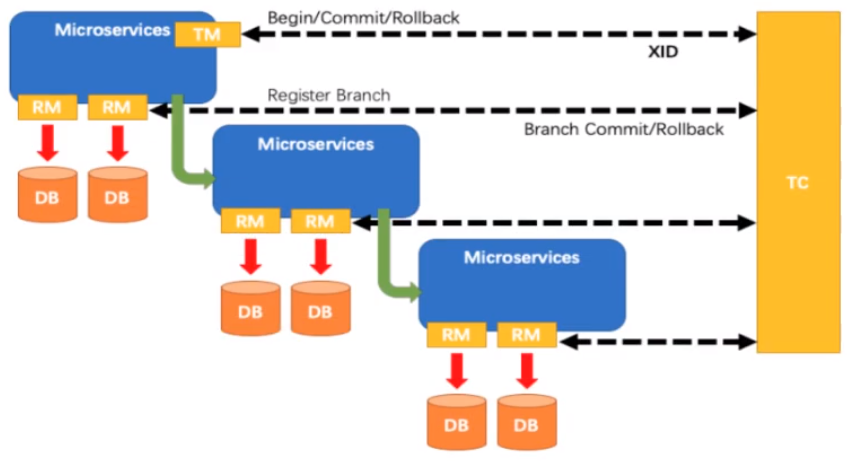 Begin/Commit/Rollback
Microservices
TM
XID
RM
RM
Register Branch
Branch Commit/Rollback
Microservices
TC
DB
DB
RM
RM
Microservices
DB
DB
RM
RM
DB
DB